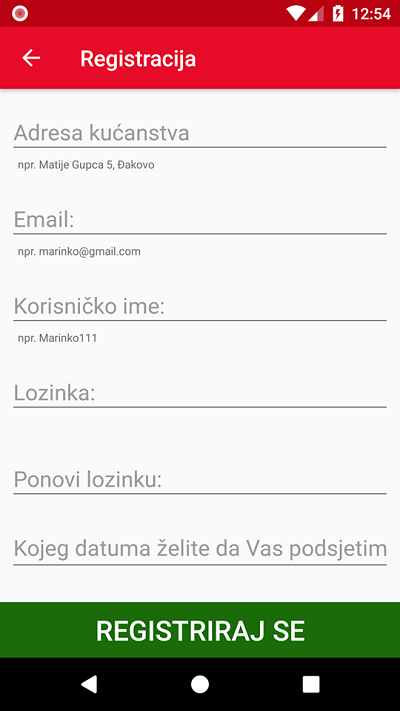 12:54
Registracija
Adresa kućanstva
npr. Matije Gupca 5, Đakovo
Email:
npr. marinko@gmail.com
Korisničko ime:
npr. Marinko111
Lozinka:
Ponovi lozinku:
Kojeg datuma želite da Vas podsjetim
REGISTRIRAJ SE